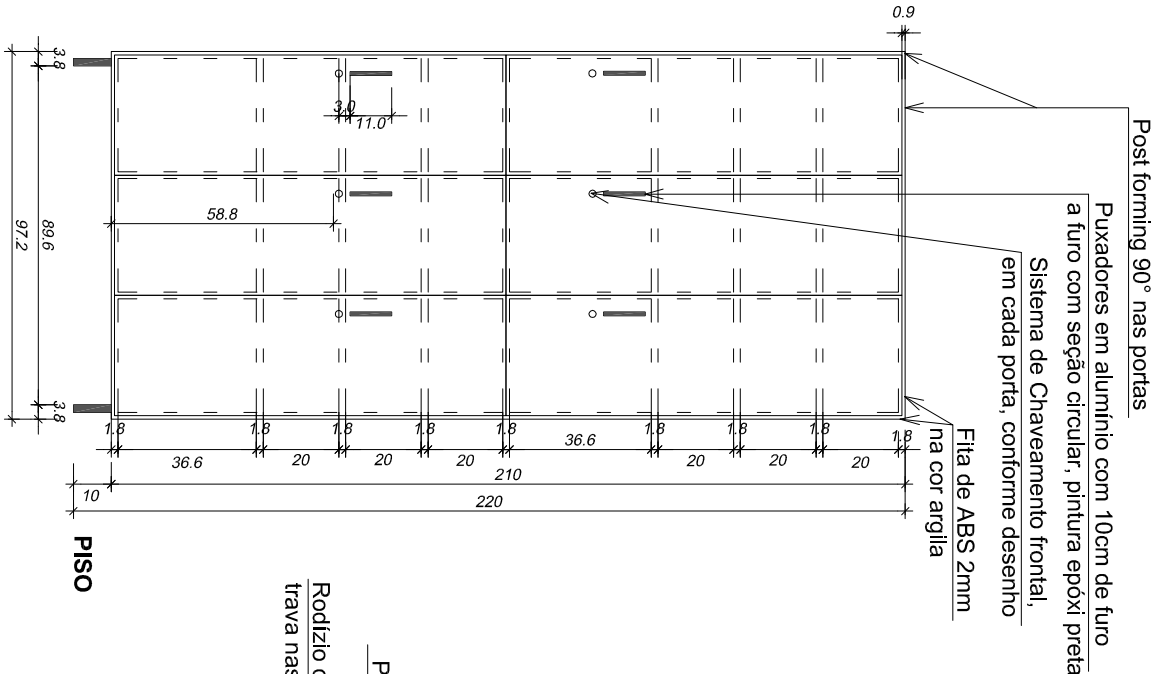 Post forming 90° nas portas
Puxadores em alumínio com 10cm de furo
a furo com seção circular, pintura epóxi preta
Sistema de Chaveamento frontal,
em cada porta, conforme desenho
Fita de ABS 2mm
na cor argila
0.9
3.8
89.6
3.8
97.2
3.0
11.0
58.8
1.8
36.6
1.8
20
1.8
20
1.8
20
1.8
36.6
1.8
20
1.8
20
1.8
20
1.8
210
10
220
PISO
Rodízio
trava nas
P